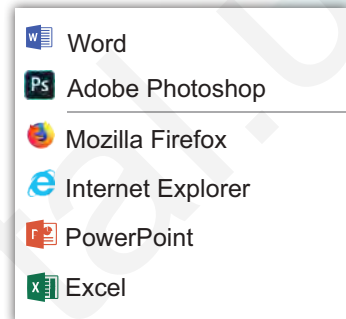 Word
Adobe Photoshop
Mozilla Firefox
Internet Explorer
PowerPoint
Excel